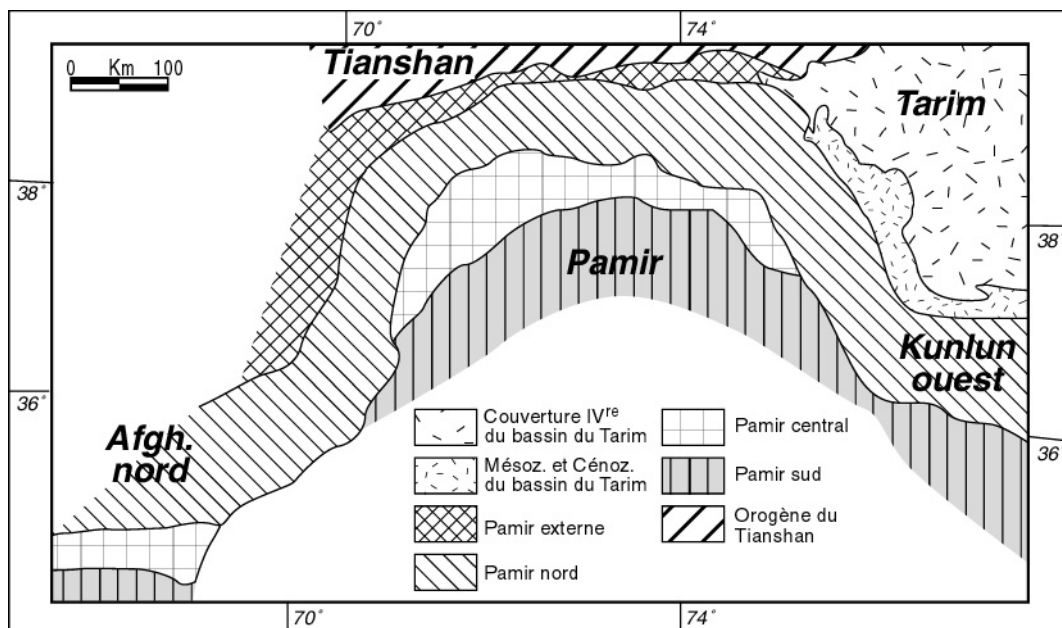 70°
74°
0 Km 100
Tianshan
Tarim
38°
38
Pamir
Kunlun
ouest
36°
36
Afgh.
nord
Couverture IVre
du bassin du Tarim
Mésoz. et Cénoz.
du bassin du Tarim
Pamir externe
Pamir nord
Pamir central
Pamir sud
Orogène du
Tianshan
70°
74°